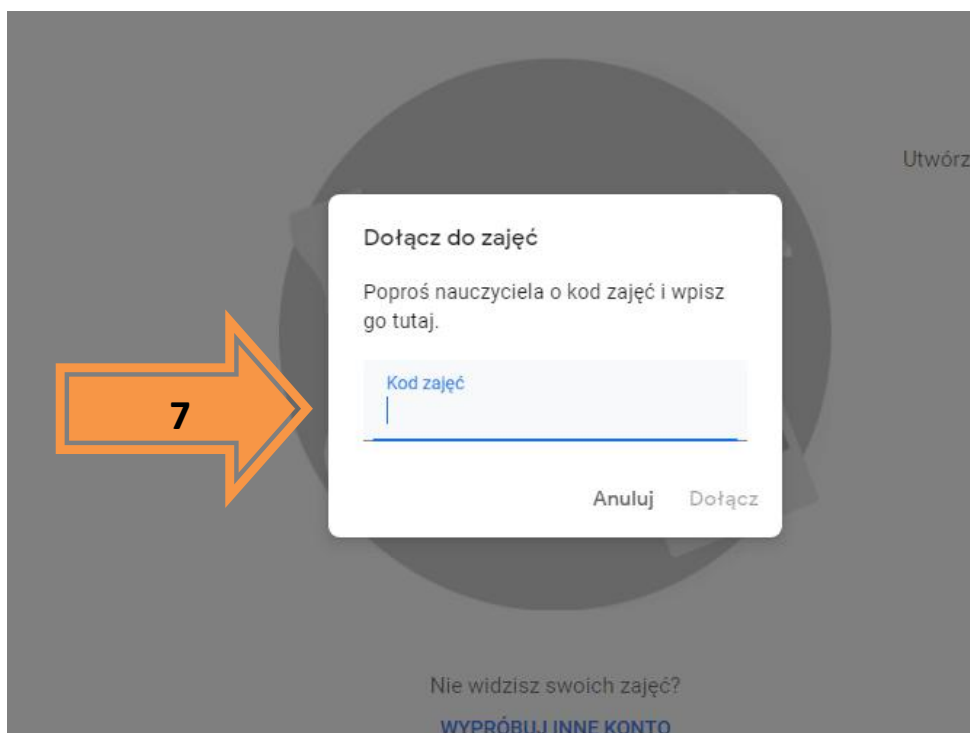 Utwórz
Dołącz do zajęć
Poproś nauczyciela o kod zajęć i wpisz
go tutaj.
Kod zajęć
7
Anuluj Dołącz
Nie widzisz swoich zajęć?
WYPRÓBUJ INNE KONTO